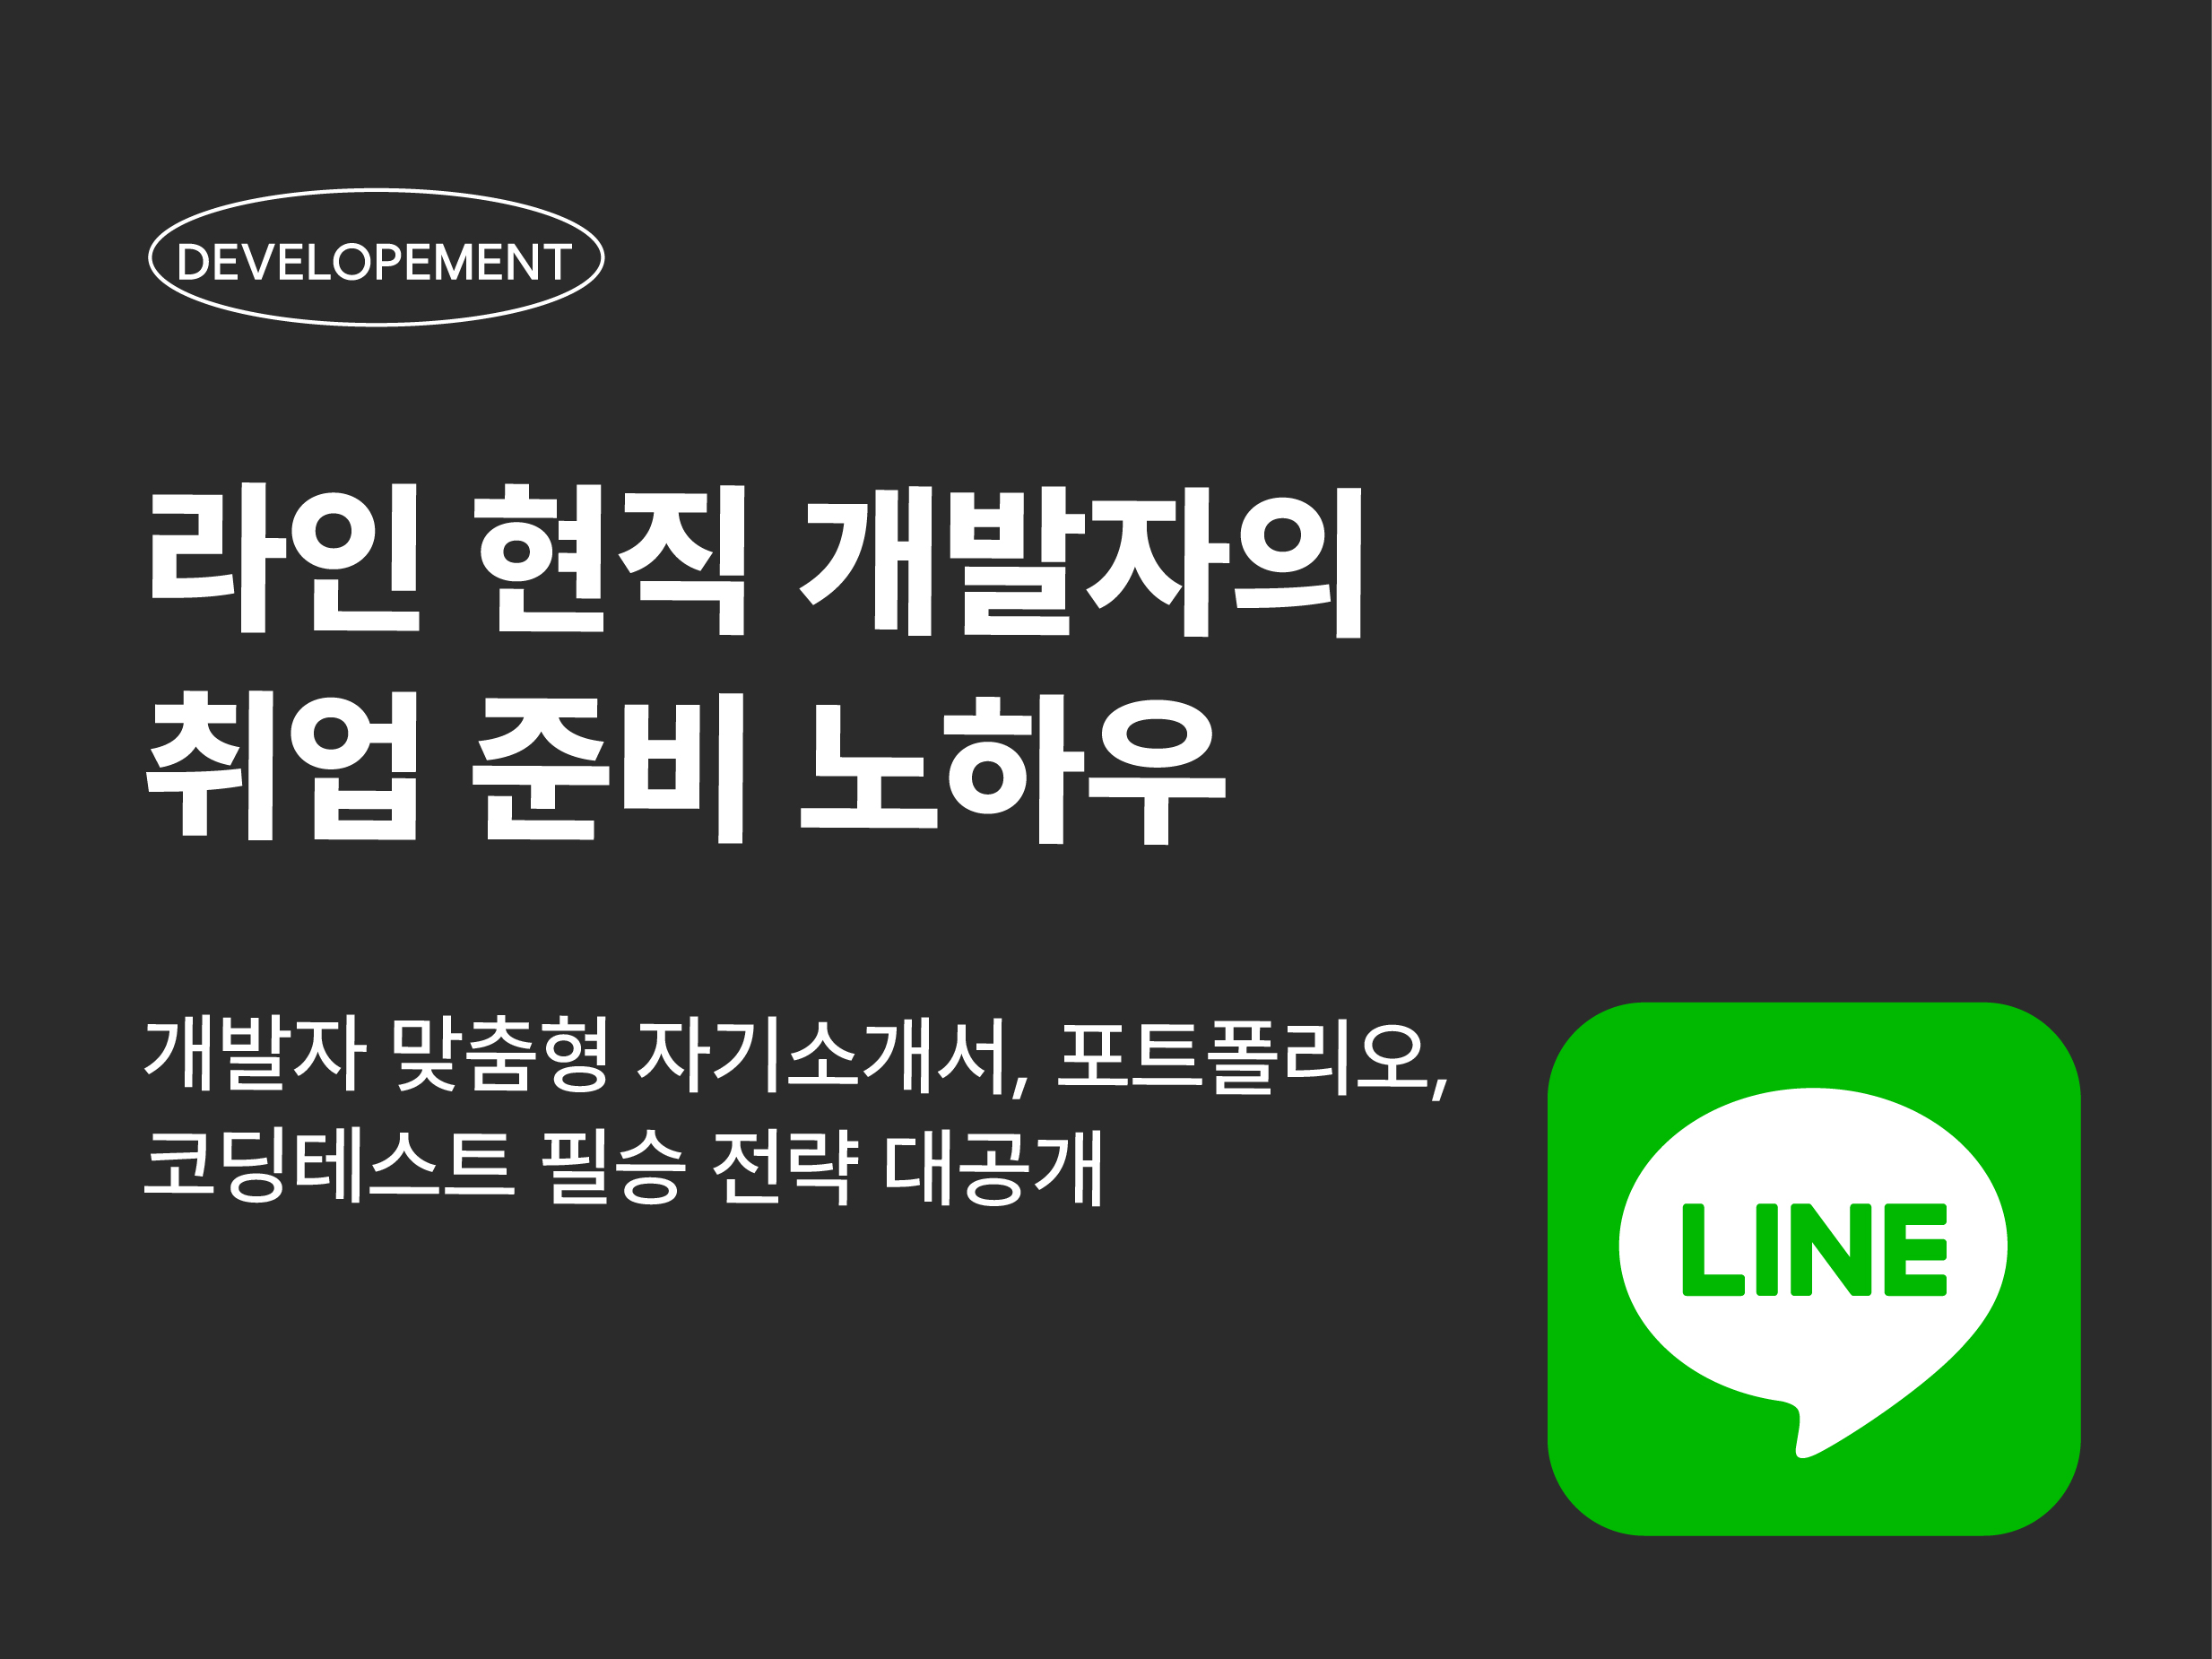 DEVELOPEMENT
라인 현직 개발자의
취업 준비 노하우
개발자 맞춤형 자기소개서, 포트폴리오,
코딩테스트 필승 전략 대공개
LINE